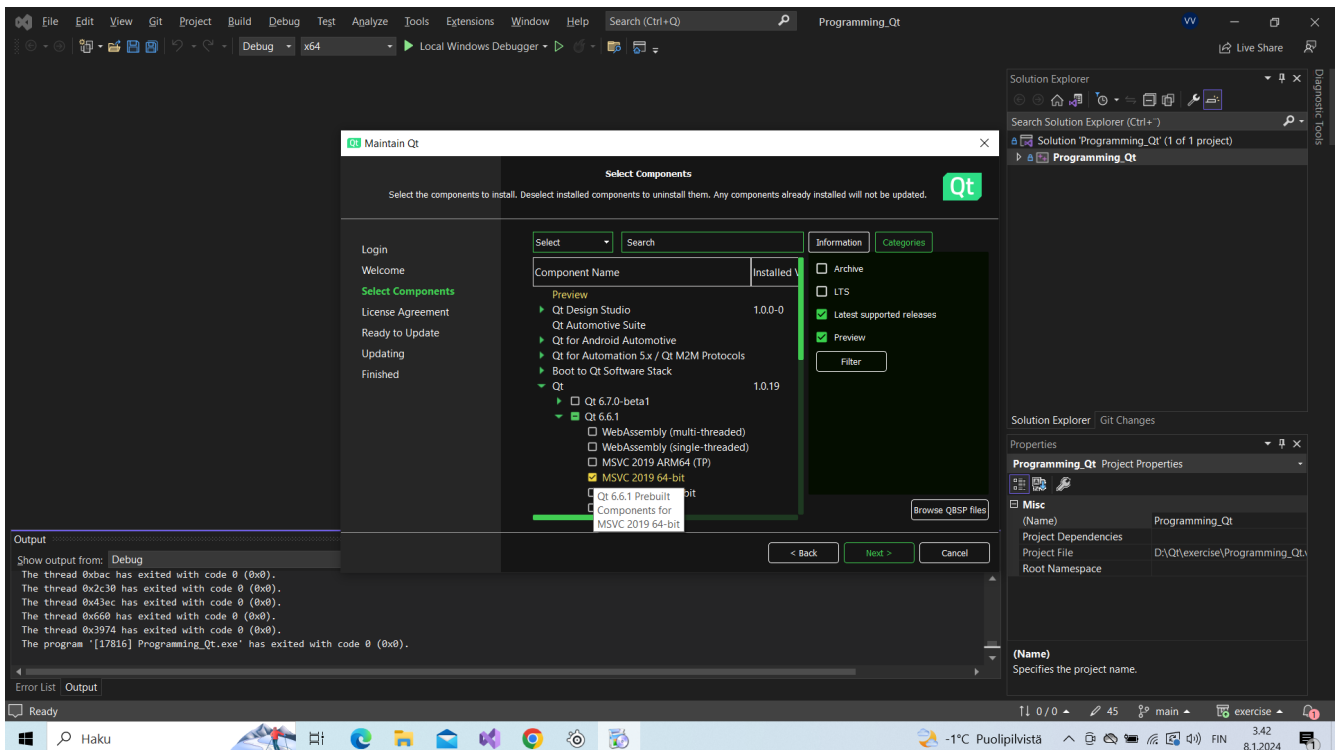 File Edit View Git Project Build Debug Test Analyze Tools Extensions Window Help Search (Ctrl+Q) Programming_Qt VV
Debug x64 Local Windows Debugger Live Share
Diagnostic Tools
Solution Explorer
Search Solution Explorer (Ctrl+¨)
Solution 'Programming_Qt' (1 of 1 project)
Programming_Qt
Qt Maintain Qt
Select Components
Select the components to install. Deselect installed components to uninstall them. Any components already installed will not be updated.
Qt
Login
Welcome
Select Components
License Agreement
Ready to Update
Updating
Finished
Select Search
Component Name Installed V
Preview
Qt Design Studio 1.0.0-0
Qt Automotive Suite
Qt for Android Automotive
Qt for Automation 5.x / Qt M2M Protocols
Boot to Qt Software Stack
Qt 1.0.19
Qt 6.7.0-beta1
Qt 6.6.1
WebAssembly (multi-threaded)
WebAssembly (single-threaded)
MSVC 2019 ARM64 (TP)
MSVC 2019 64-bit
bit
Qt 6.6.1 Prebuilt
Components for
MSVC 2019 64-bit
Information Categories
Archive
LTS
Latest supported releases
Preview
Filter
Browse QBSP files
< Back Next > Cancel
Solution Explorer Git Changes
Properties
Programming_Qt Project Properties
Misc
(Name) Programming_Qt
Project Dependencies
Project File D:\Qt\exercise\Programming_Qt.v
Root Namespace
(Name)
Specifies the project name.
Output
Show output from: Debug
The thread 0xbac has exited with code 0 (0x0).
The thread 0x2c30 has exited with code 0 (0x0).
The thread 0x43ec has exited with code 0 (0x0).
The thread 0x660 has exited with code 0 (0x0).
The thread 0x3974 has exited with code 0 (0x0).
The program '[17816] Programming_Qt.exe' has exited with code 0 (0x0).
Error List Output
Ready 0 / 0 45 main exercise 1
Haku -1°C Puolipilvistä FIN 3.42
8.1.2024 1